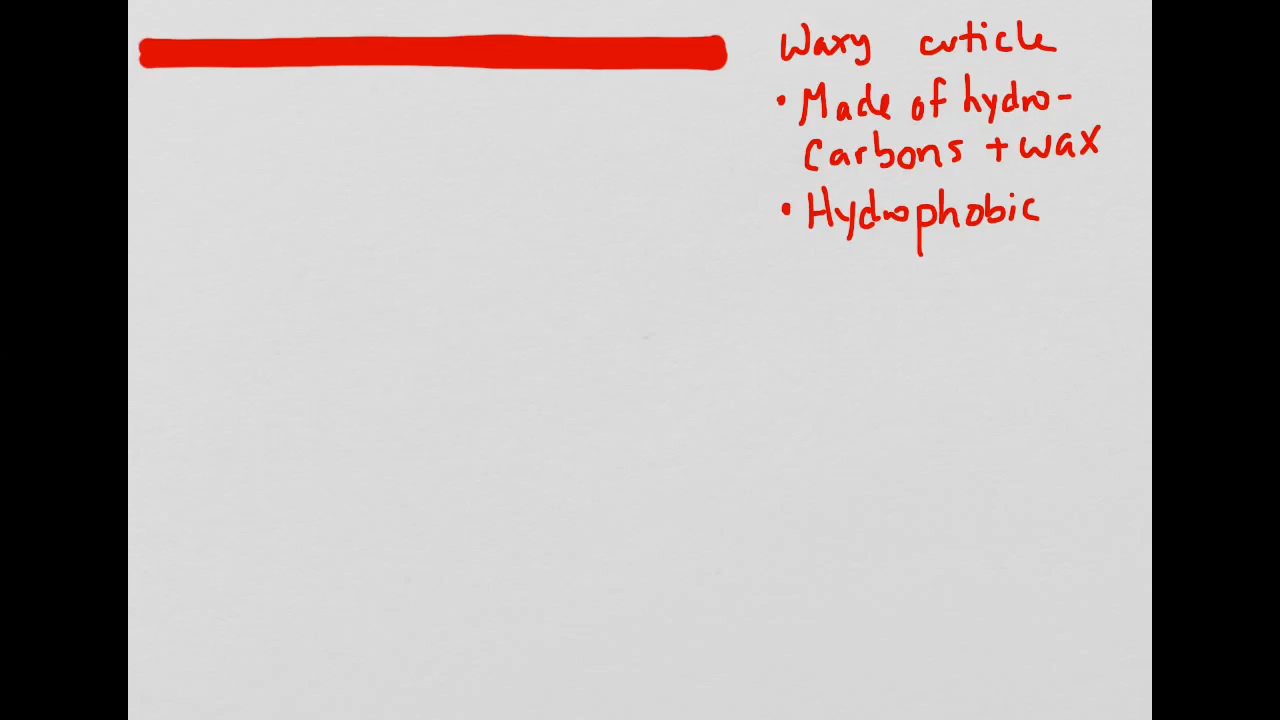 Waxy cuticle
• Made of hydro-
carbons + wax
• Hydrophobic